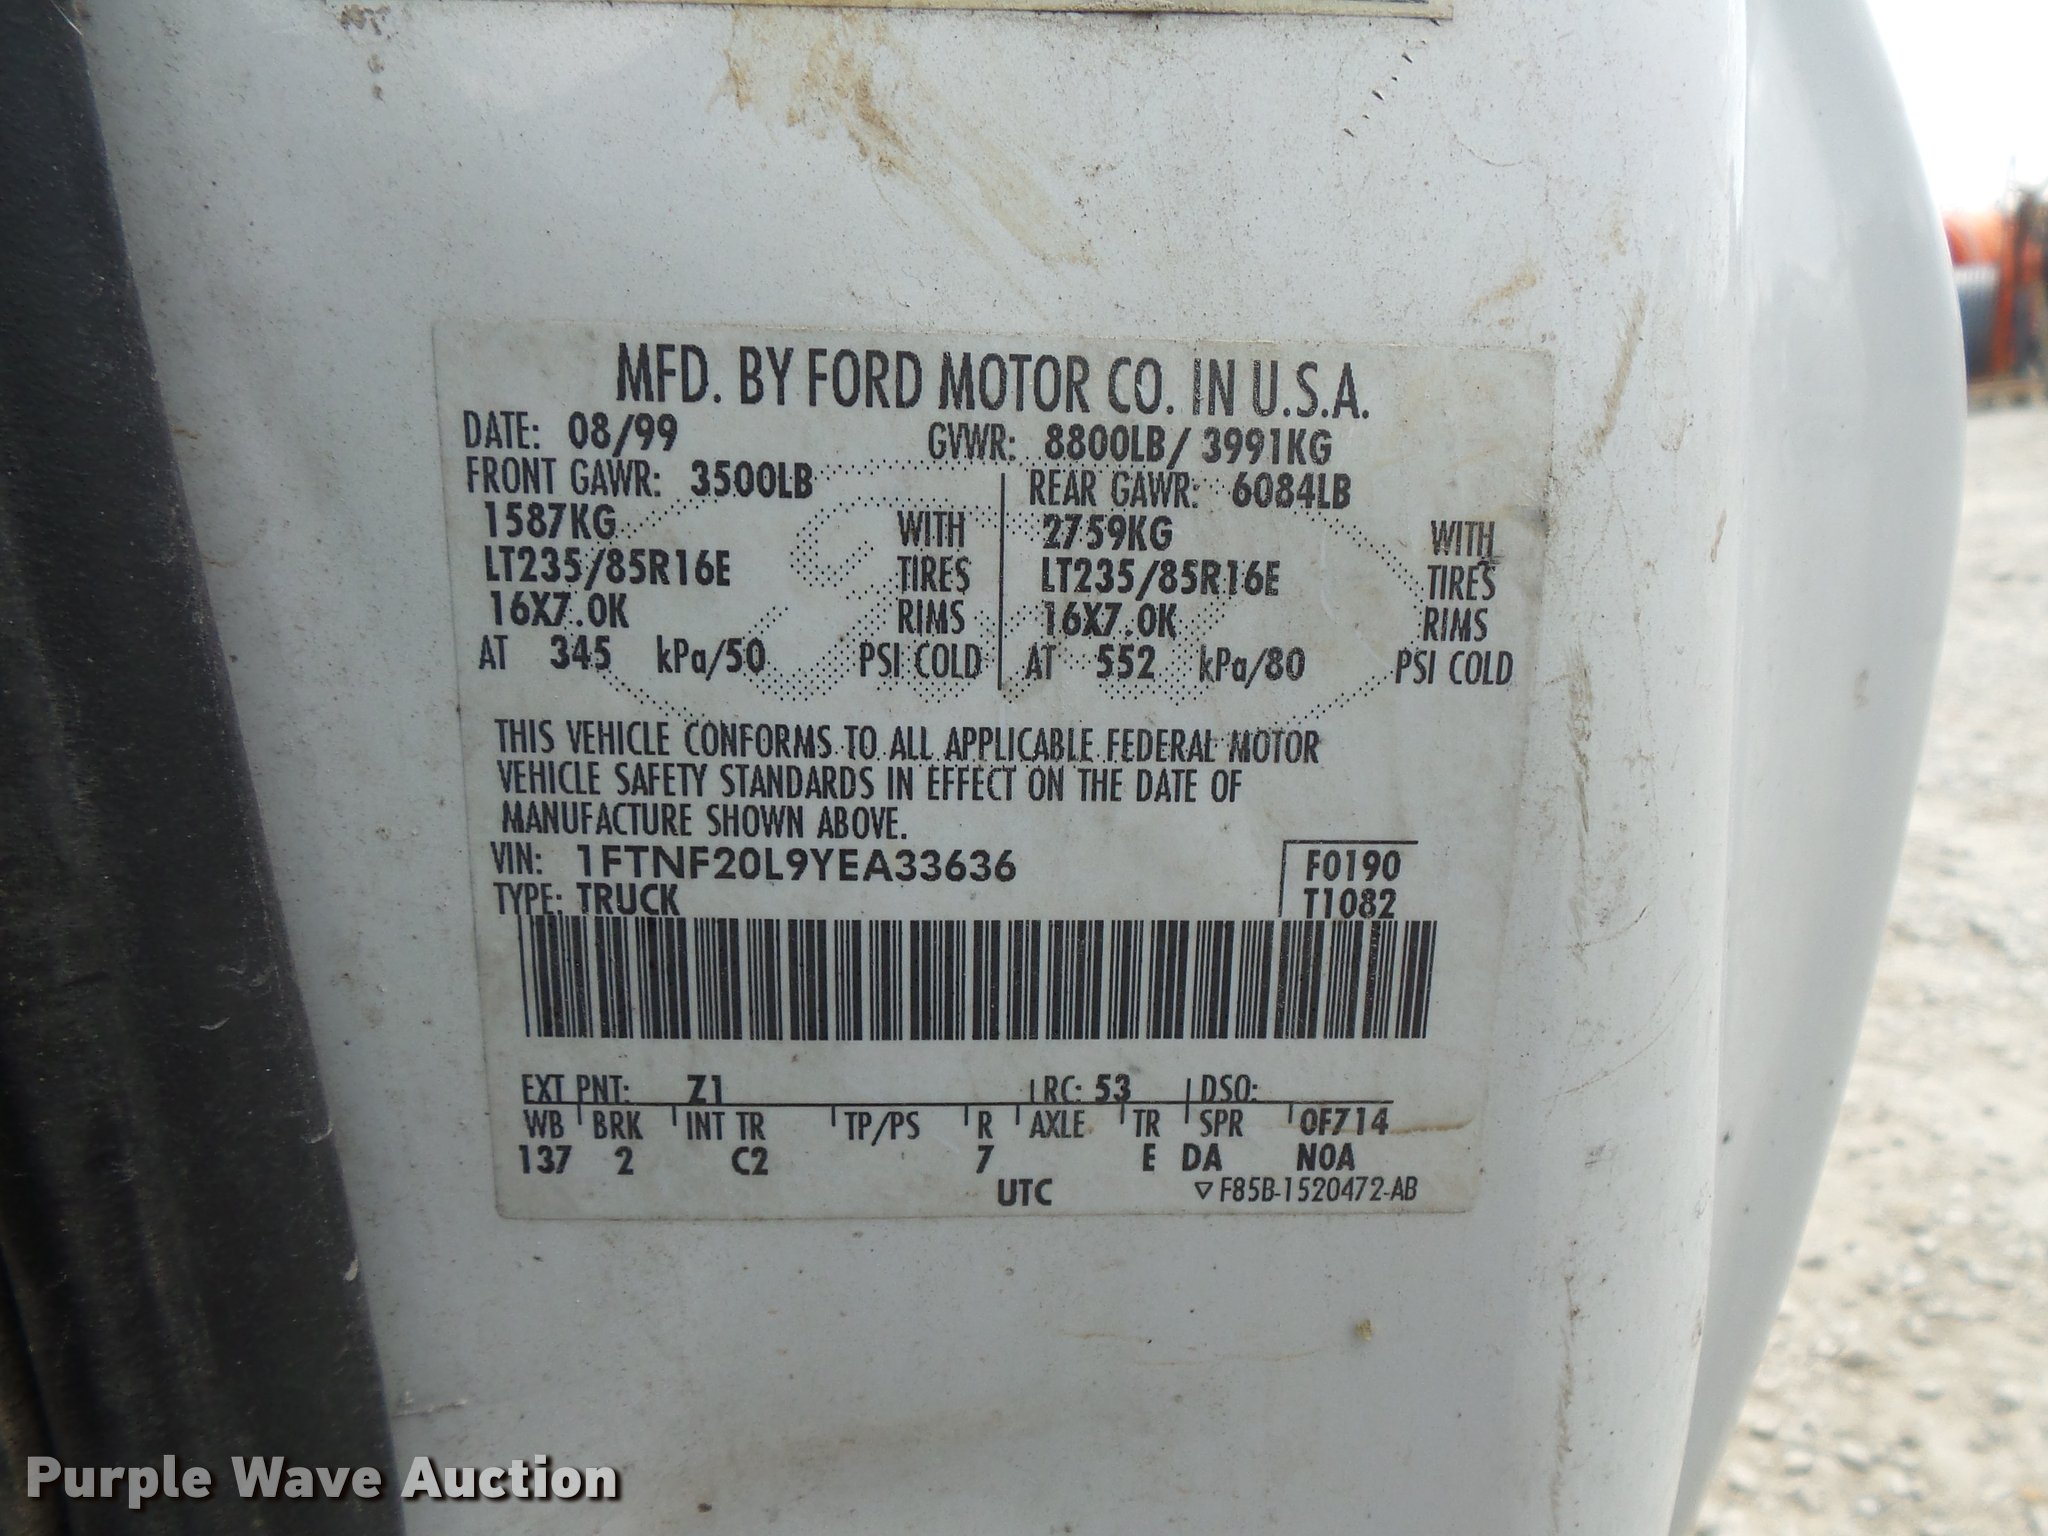 MFD. BY FORD MOTOR CO. IN U.S.A.
DATE: 08/99 GVWR: 8800LB/ 3991KG
FRONT GAWR: 3500LB REAR GAWR: 6084LB
1587KG WITH 2759KG WITH
LT235/85R16E TIRES LT235/85R16E TIRES
16X7.0K RIMS 16X7.0K RIMS
AT 345 kPa/50 PSI COLD AT 552 kPa/80 PSI COLD
THIS VEHICLE CONFORMS TO ALL APPLICABLE FEDERAL MOTOR
VEHICLE SAFETY STANDARDS IN EFFECT ON THE DATE OF
MANUFACTURE SHOWN ABOVE.
VIN: 1FTNF20L9YEA33636 F0190
TYPE: TRUCK T1082
EXT PNT: Z1 RC: 53 DSO:
WB BRK INT TR TP/PS R AXLE TR SPR 0F714
137 2 C2 7 E DA N0A
UTC ▽ F85B-1520472-AB
Purple Wave Auction